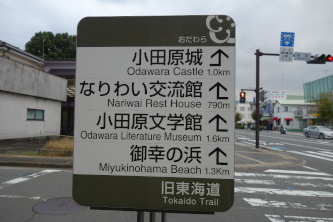 おだわら
小田原城
Odawara Castle 1.0km
なりわい交流館
Nariwai Rest House 790m
小田原文学館
Odawara Literature Museum 1.6km
御幸の浜
Miyukinohama Beach 1.3Km
旧東海道
Tokaido Trail